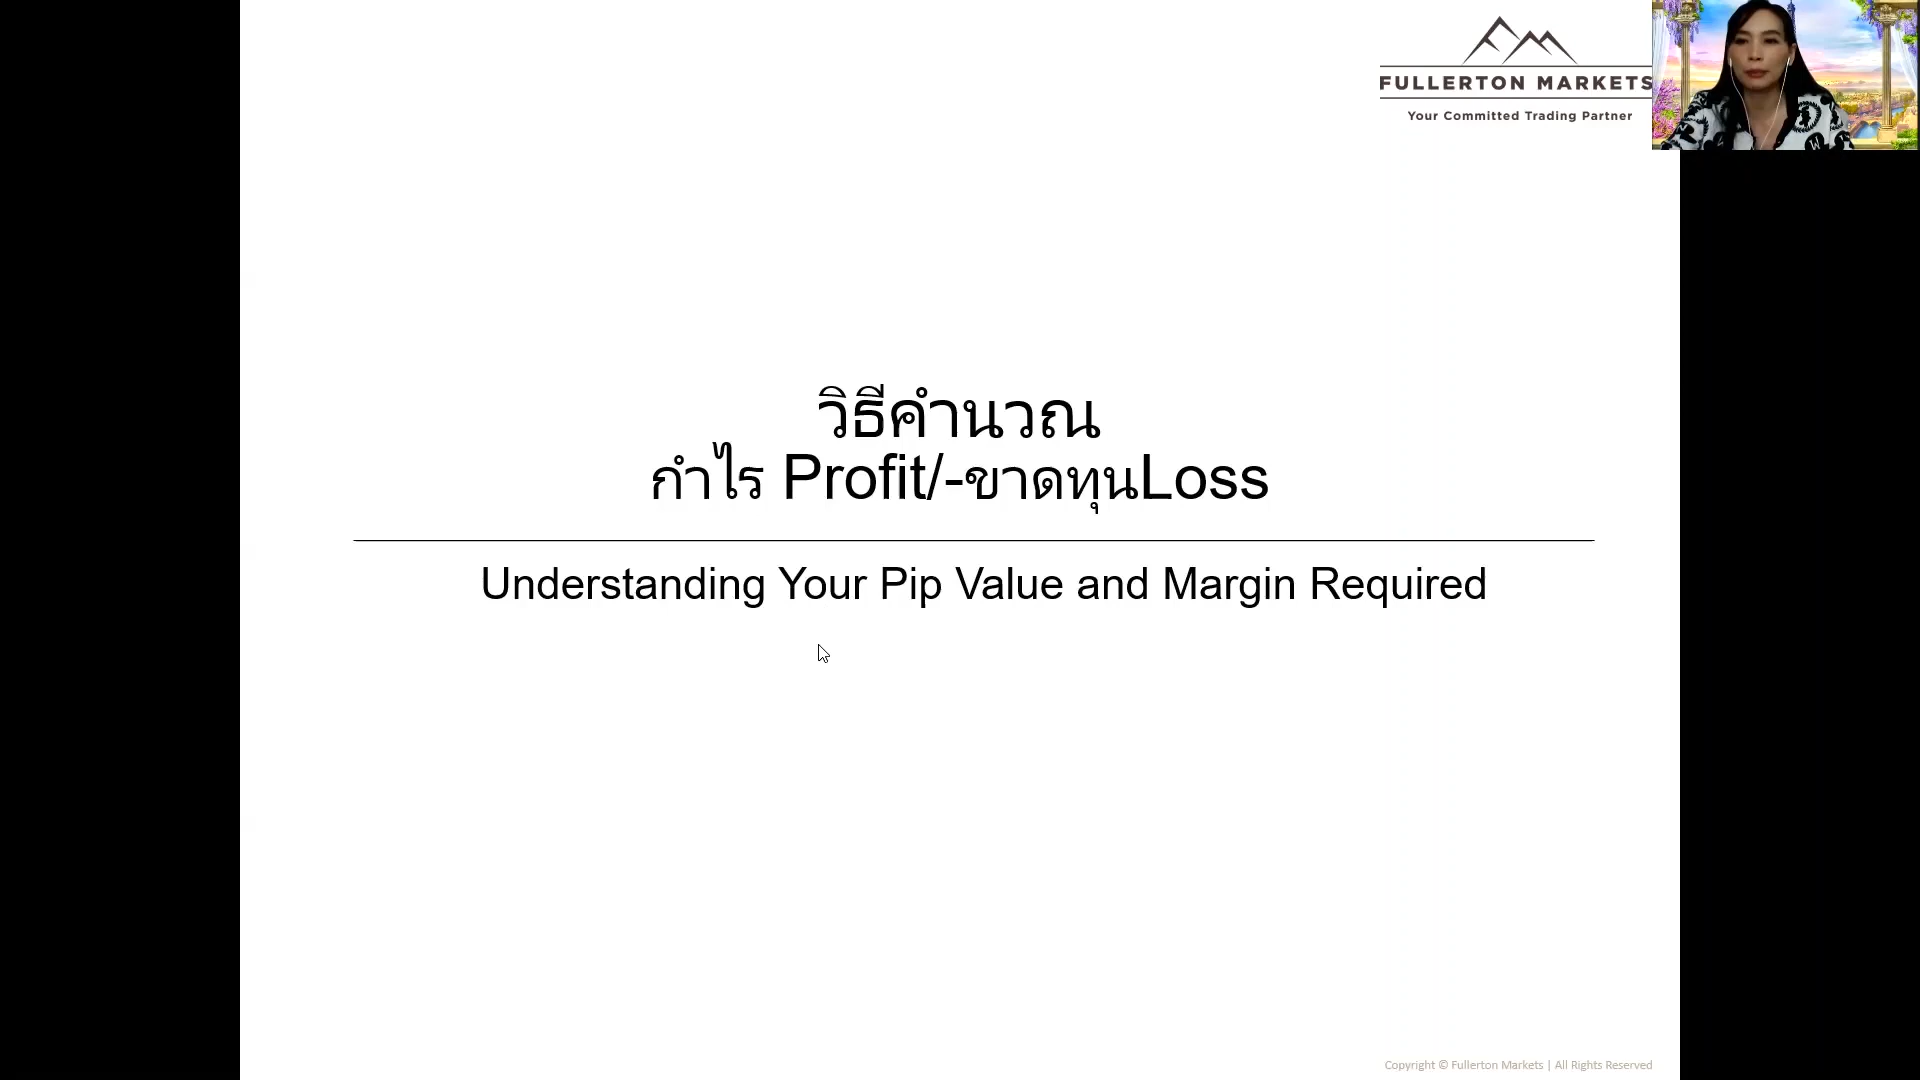 FULLERTON MARKETS
Your Committed Trading Partner
วิธีคำนวณ
กำไร Profit/-ขาดทุนLoss
Understanding Your Pip Value and Margin Required
Copyright © Fullerton Markets | All Rights Reserved